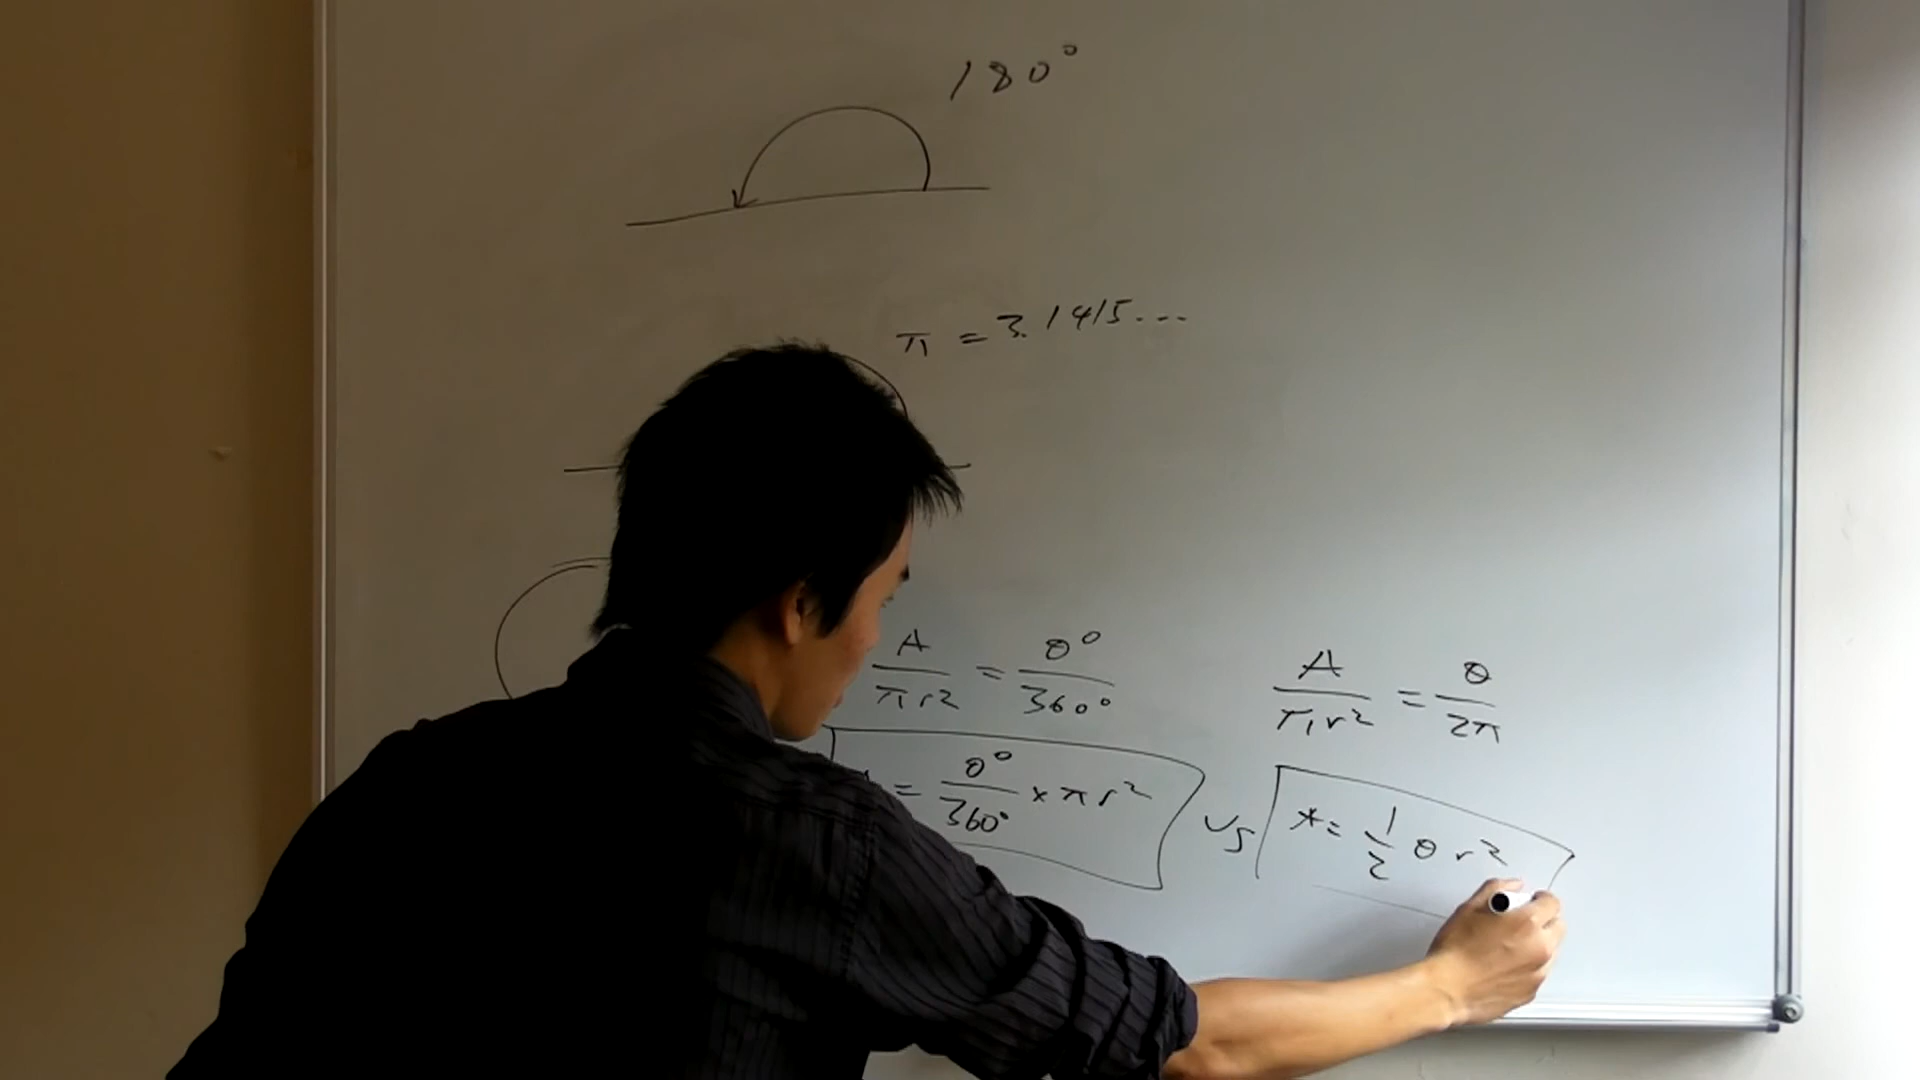 180°
π = 3.1415...
A/πr² = θ°/360°
A/πr² = θ/2π
= θ°/360° × πr²
vs
A = 1/2 θ r²